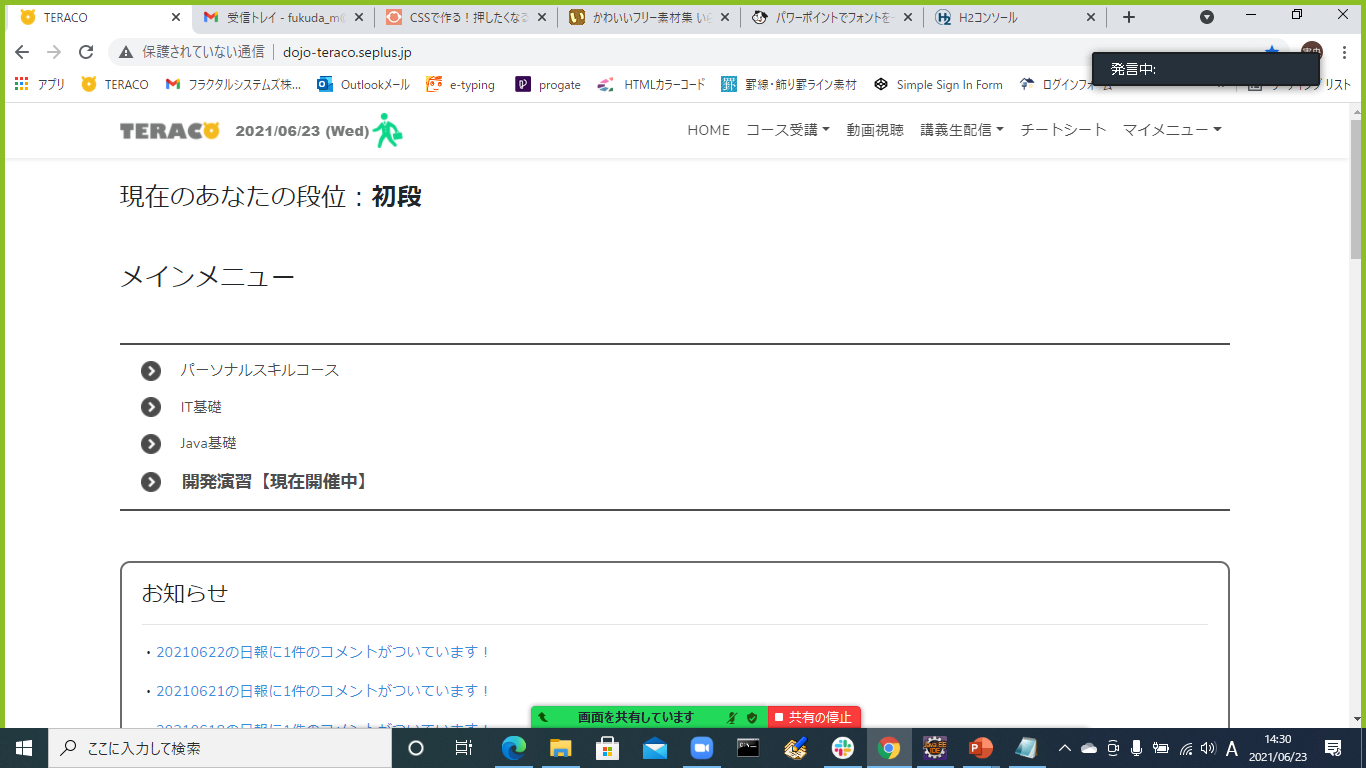 TERACO
受信トレイ - fukuda_m
CSSで作る！押したくなる
かわいいフリー素材集 いら
パワーポイントでフォントを
H2コンソール
保護されていない通信 | dojo-teraco.seplus.jp
発言中:
アプリ
TERACO
フラクタルシステムズ株...
Outlookメール
e-typing
progate
HTMLカラーコード
罫線・飾り罫ライン素材
Simple Sign In Form
ログインフォーム
TERACO 2021/06/23 (Wed)
HOME
コース受講
動画視聴
講義生配信
チートシート
マイメニュー
現在のあなたの段位：初段
メインメニュー
パーソナルスキルコース
IT基礎
Java基礎
開発演習【現在開催中】
お知らせ
・20210622の日報に1件のコメントがついています！
・20210621の日報に1件のコメントがついています！
画面を共有しています
共有の停止
ここに入力して検索
A
14:30
2021/06/23